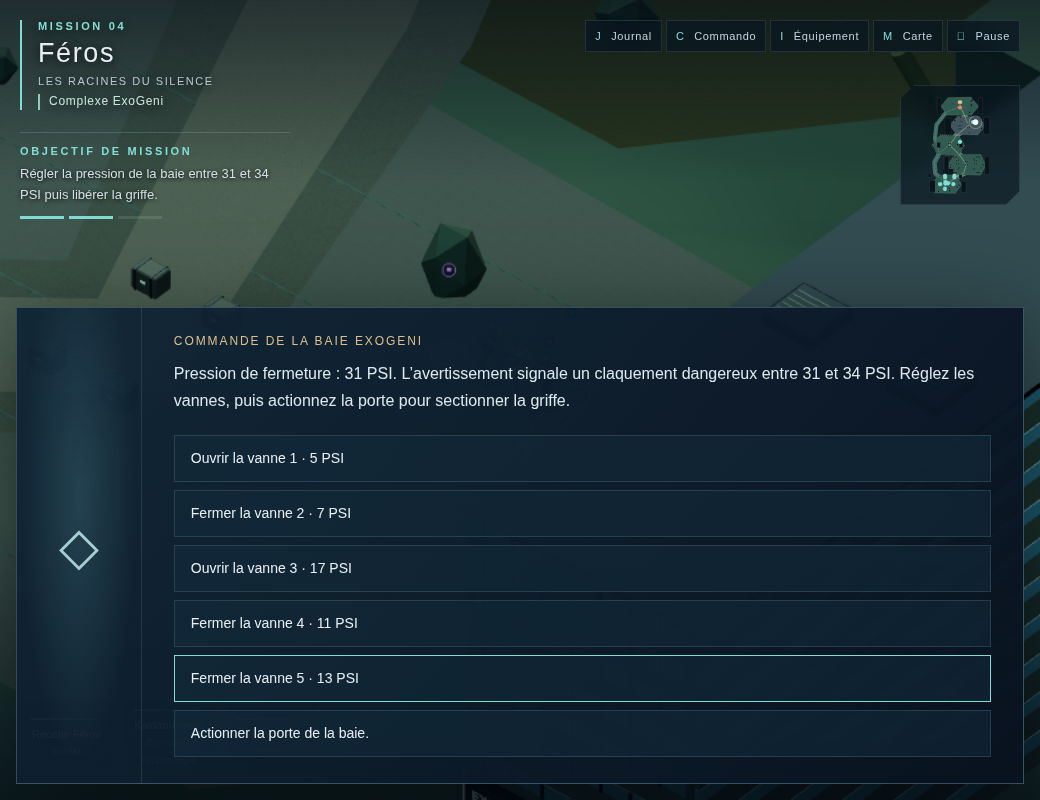 MISSION 04
Féros
LES RACINES DU SILENCE
Complexe ExoGeni
OBJECTIF DE MISSION
Régler la pression de la baie entre 31 et 34
PSI puis libérer la griffe.
J Journal
C Commando
I Équipement
M Carte
Pause
COMMANDE DE LA BAIE EXOGENI
Pression de fermeture : 31 PSI. L’avertissement signale un claquement dangereux entre 31 et 34 PSI. Réglez les
vannes, puis actionnez la porte pour sectionner la griffe.
Ouvrir la vanne 1 · 5 PSI
Fermer la vanne 2 · 7 PSI
Ouvrir la vanne 3 · 17 PSI
Fermer la vanne 4 · 11 PSI
Fermer la vanne 5 · 13 PSI
Actionner la porte de la baie.